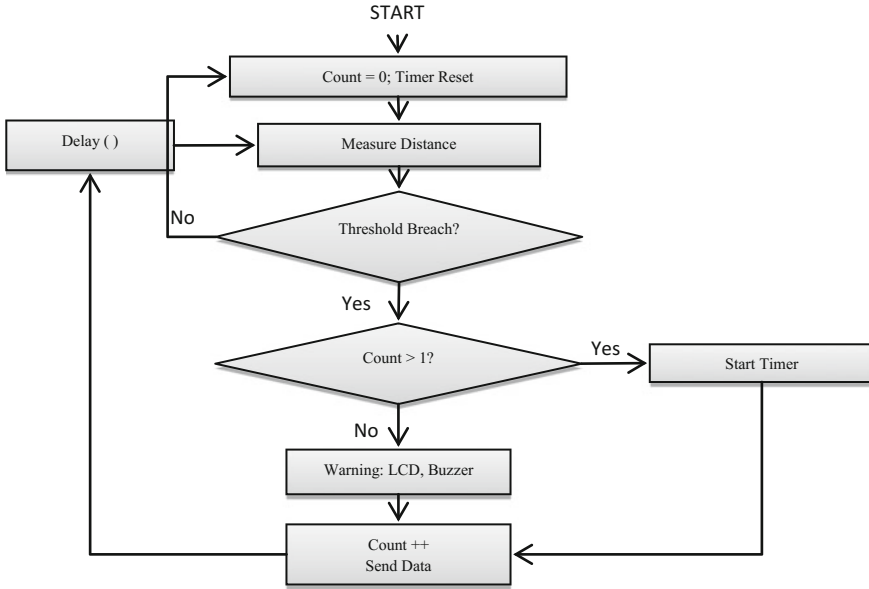 START
Count = 0; Timer Reset
Delay ( )
Measure Distance
No
Threshold Breach?
Yes
Count > 1?
Yes
Start Timer
No
Warning: LCD, Buzzer
Count ++
Send Data